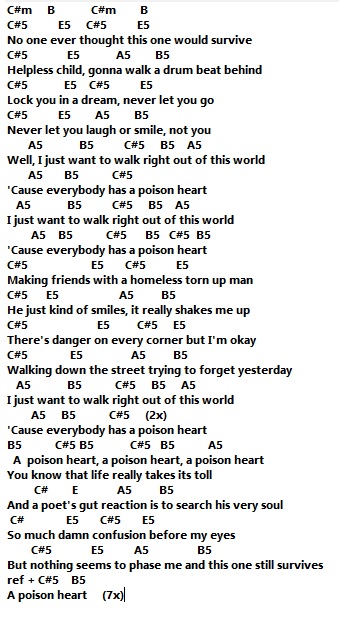 C#m B C#m B
C#5 E5 C#5 E5
No one ever thought this one would survive
C#5 E5 A5 B5
Helpless child, gonna walk a drum beat behind
C#5 E5 C#5 E5
Lock you in a dream, never let you go
C#5 E5 A5 B5
Never let you laugh or smile, not you
A5 B5 C#5 B5 A5
Well, I just want to walk right out of this world
A5 B5 C#5
'Cause everybody has a poison heart
A5 B5 C#5 B5 A5
I just want to walk right out of this world
A5 B5 C#5 B5 C#5 B5
'Cause everybody has a poison heart
C#5 E5 C#5 E5
Making friends with a homeless torn up man
C#5 E5 A5 B5
He just kind of smiles, it really shakes me up
C#5 E5 C#5 E5
There's danger on every corner but I'm okay
C#5 E5 A5 B5
Walking down the street trying to forget yesterday
A5 B5 C#5 B5 A5
I just want to walk right out of this world
A5 B5 C#5 (2x)
'Cause everybody has a poison heart
B5 C#5 B5 C#5 B5 A5
A poison heart, a poison heart, a poison heart
You know that life really takes its toll
C# E A5 B5
And a poet's gut reaction is to search his very soul
C# E5 C#5 E5
So much damn confusion before my eyes
C#5 E5 A5 B5
But nothing seems to phase me and this one still survives
ref + C#5 B5
A poison heart (7x)